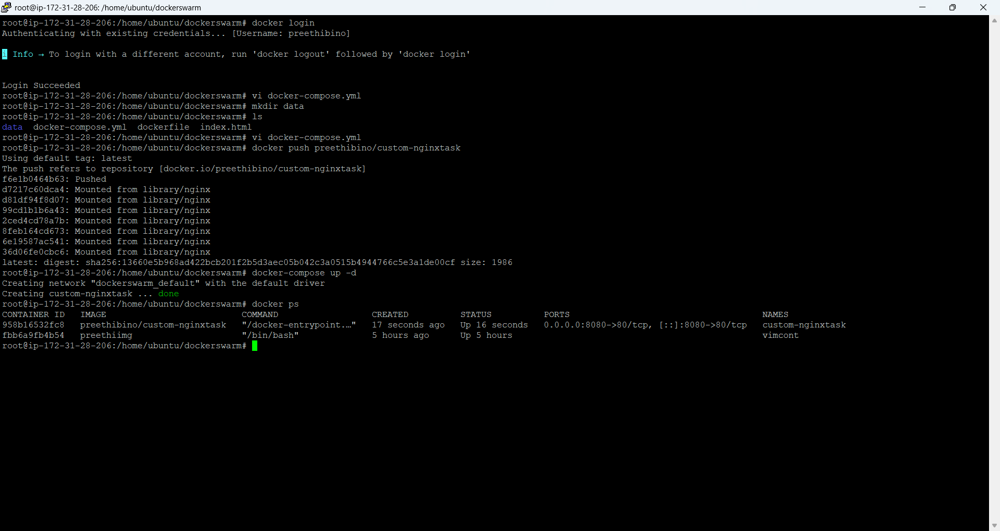 root@ip-172-31-28-206: /home/ubuntu/dockerswarm
root@ip-172-31-28-206:/home/ubuntu/dockerswarm# docker login
Authenticating with existing credentials... [Username: preethibino]
i Info → To login with a different account, run 'docker logout' followed by 'docker login'
Login Succeeded
root@ip-172-31-28-206:/home/ubuntu/dockerswarm# vi docker-compose.yml
root@ip-172-31-28-206:/home/ubuntu/dockerswarm# mkdir data
root@ip-172-31-28-206:/home/ubuntu/dockerswarm# ls
data  docker-compose.yml  dockerfile  index.html
root@ip-172-31-28-206:/home/ubuntu/dockerswarm# vi docker-compose.yml
root@ip-172-31-28-206:/home/ubuntu/dockerswarm# docker push preethibino/custom-nginxtask
Using default tag: latest
The push refers to repository [docker.io/preethibino/custom-nginxtask]
f6e1b0464b63: Pushed
d7217c60dca4: Mounted from library/nginx
d81df94f8d07: Mounted from library/nginx
99cd1b1b6a43: Mounted from library/nginx
2ced4cd78a7b: Mounted from library/nginx
8feb164cd673: Mounted from library/nginx
6e19587ac541: Mounted from library/nginx
36d06fe0cbc6: Mounted from library/nginx
latest: digest: sha256:13660e5b968ad422bcb201f2b5d3aec05b042c3a0515b4944766c5e3a1de00cf size: 1986
root@ip-172-31-28-206:/home/ubuntu/dockerswarm# docker-compose up -d
Creating network "dockerswarm_default" with the default driver
Creating custom-nginxtask ... done
root@ip-172-31-28-206:/home/ubuntu/dockerswarm# docker ps
CONTAINER ID   IMAGE                          COMMAND                  CREATED          STATUS          PORTS                                     NAMES
958b16532fc8   preethibino/custom-nginxtask   "/docker-entrypoint.…"   17 seconds ago   Up 16 seconds   0.0.0.0:8080->80/tcp, [::]:8080->80/tcp   custom-nginxtask
fbb6a9fb4b54   preethiimg                     "/bin/bash"              5 hours ago      Up 5 hours                                                vimcont
root@ip-172-31-28-206:/home/ubuntu/dockerswarm#